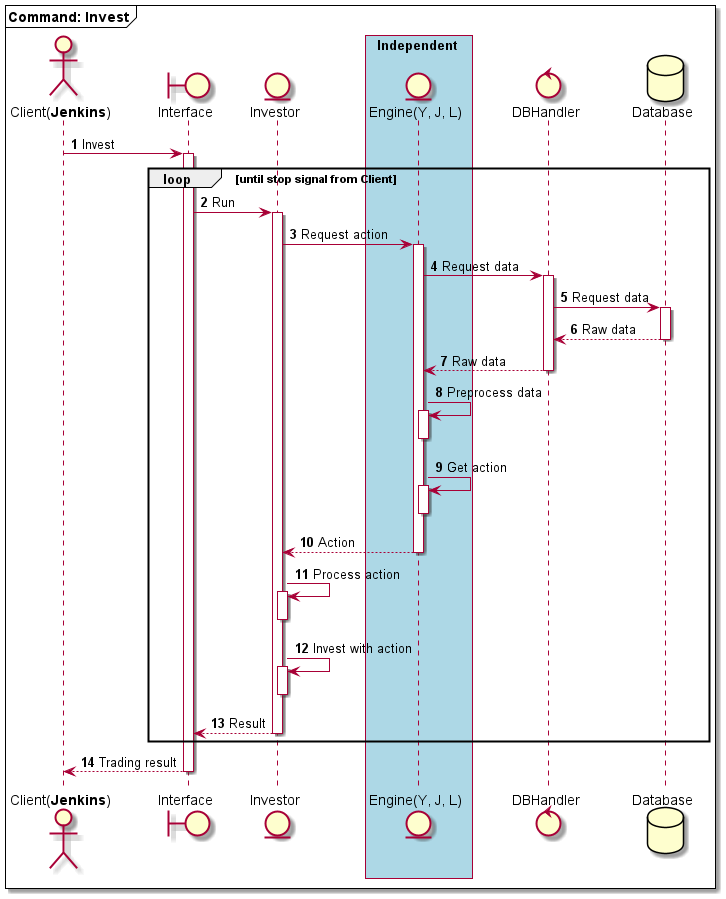 Command: Invest
Independent
Client(Jenkins)
Interface
Investor
Engine(Y, J, L)
DBHandler
Database
1 Invest
loop
[until stop signal from Client]
2 Run
3 Request action
4 Request data
5 Request data
6 Raw data
7 Raw data
8 Preprocess data
9 Get action
10 Action
11 Process action
12 Invest with action
13 Result
14 Trading result
Client(Jenkins)
Interface
Investor
Engine(Y, J, L)
DBHandler
Database